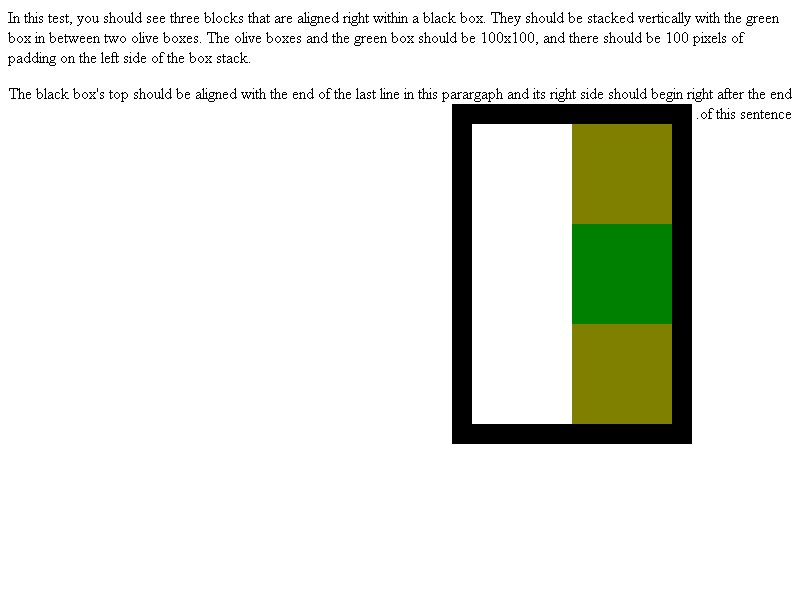 In this test, you should see three blocks that are aligned right within a black box. They should be stacked vertically with the green
box in between two olive boxes. The olive boxes and the green box should be 100x100, and there should be 100 pixels of
padding on the left side of the box stack.
The black box's top should be aligned with the end of the last line in this parargaph and its right side should begin right after the end
.of this sentence